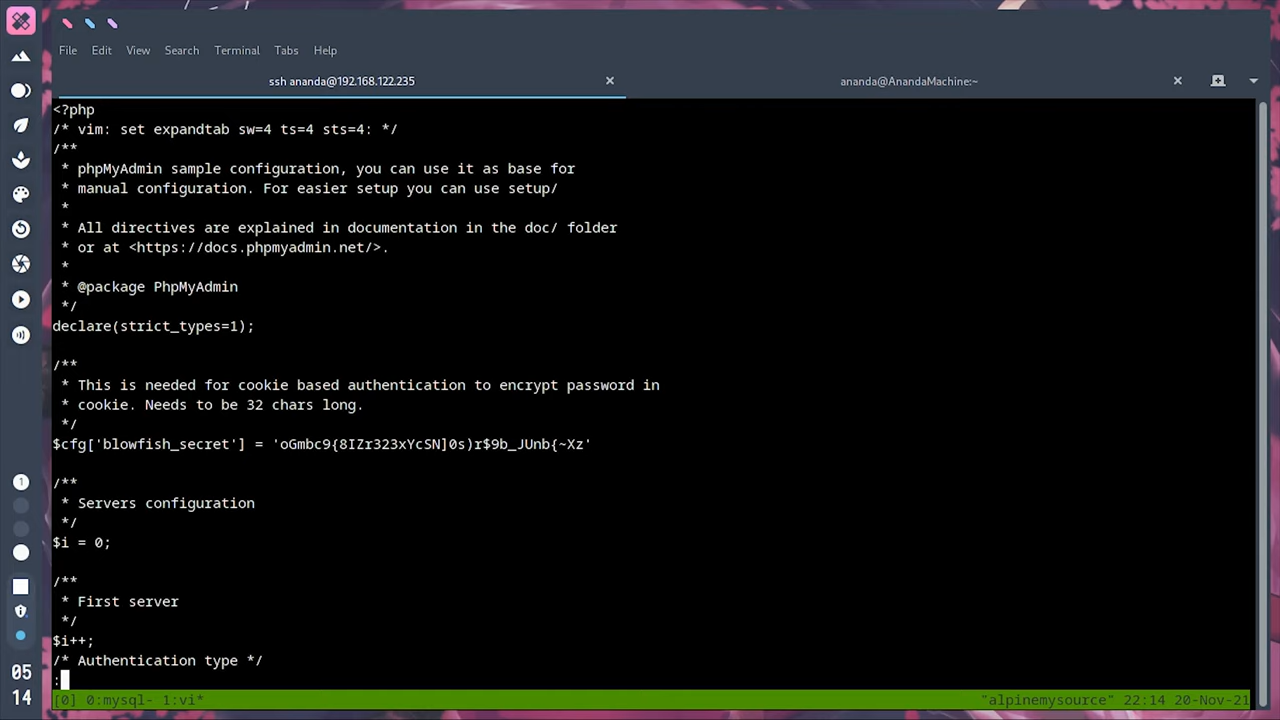 File Edit View Search Terminal Tabs Help
ssh ananda@192.168.122.235
ananda@AnandaMachine:~
<?php
/* vim: set expandtab sw=4 ts=4 sts=4: */
/**
 * phpMyAdmin sample configuration, you can use it as base for
 * manual configuration. For easier setup you can use setup/
 *
 * All directives are explained in documentation in the doc/ folder
 * or at <https://docs.phpmyadmin.net/>.
 *
 * @package PhpMyAdmin
 */
declare(strict_types=1);
/**
 * This is needed for cookie based authentication to encrypt password in
 * cookie. Needs to be 32 chars long.
 */
$cfg['blowfish_secret'] = 'oGmbc9{8IZr323xYcSN]0s)r$9b_JUnb{~Xz'
/**
 * Servers configuration
 */
$i = 0;
/**
 * First server
 */
$i++;
/* Authentication type */
:
[0] 0:mysql- 1:vi* "alpinemysource" 22:14 20-Nov-21
1
05
14